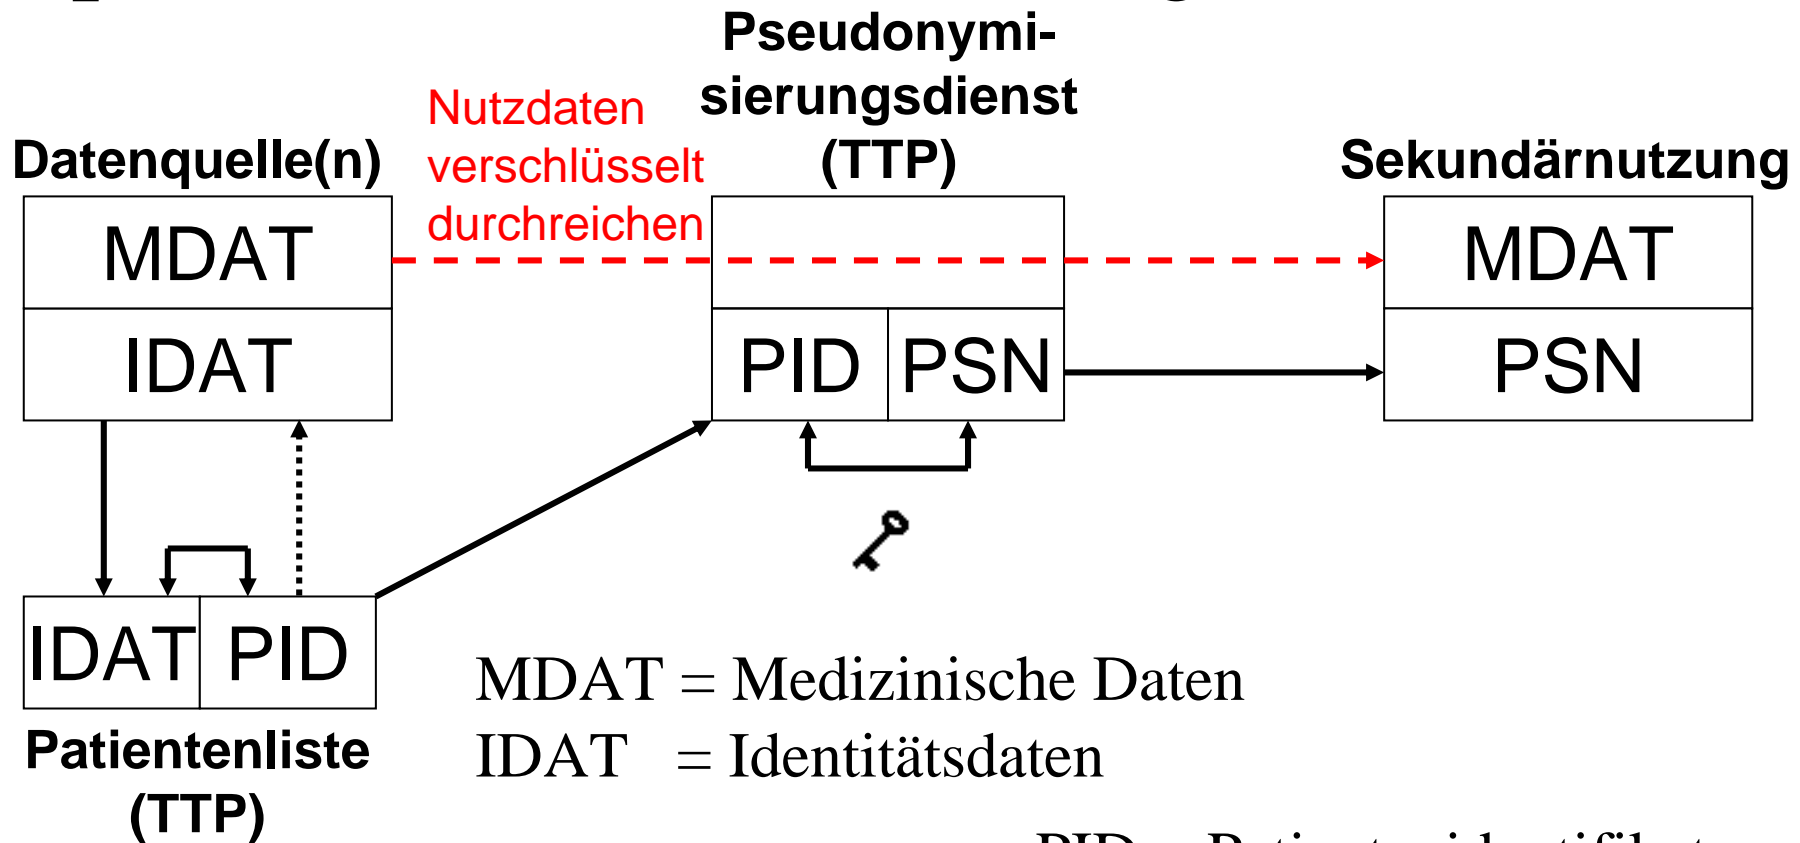 Pseudonymi-
sierungsdienst
(TTP)
Nutzdaten
verschlüsselt
durchreichen
Datenquelle(n)
Sekundärnutzung
MDAT
MDAT
IDAT
PID
PSN
PSN
IDAT
PID
Patientenliste
(TTP)
MDAT = Medizinische Daten
IDAT = Identitätsdaten